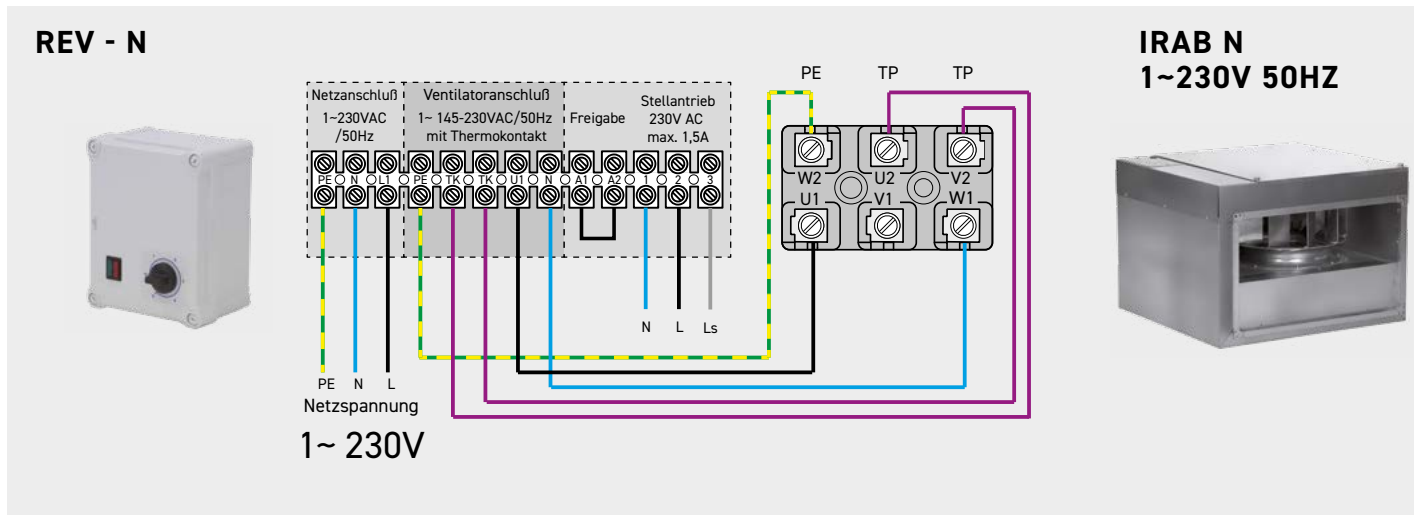 REV - N
IRAB N
1~230V 50HZ
PE TP TP
Netzanschluß
1~230VAC
/50Hz
Ventilatoranschluß
1~ 145-230VAC/50Hz
mit Thermokontakt
Freigabe
Stellantrieb
230V AC
max. 1,5A
PE N L1 PE TK TK U1 N A1 A2 1 2 3
W2 U2 V2
U1 V1 W1
N L Ls
PE N L
Netzspannung
1~ 230V